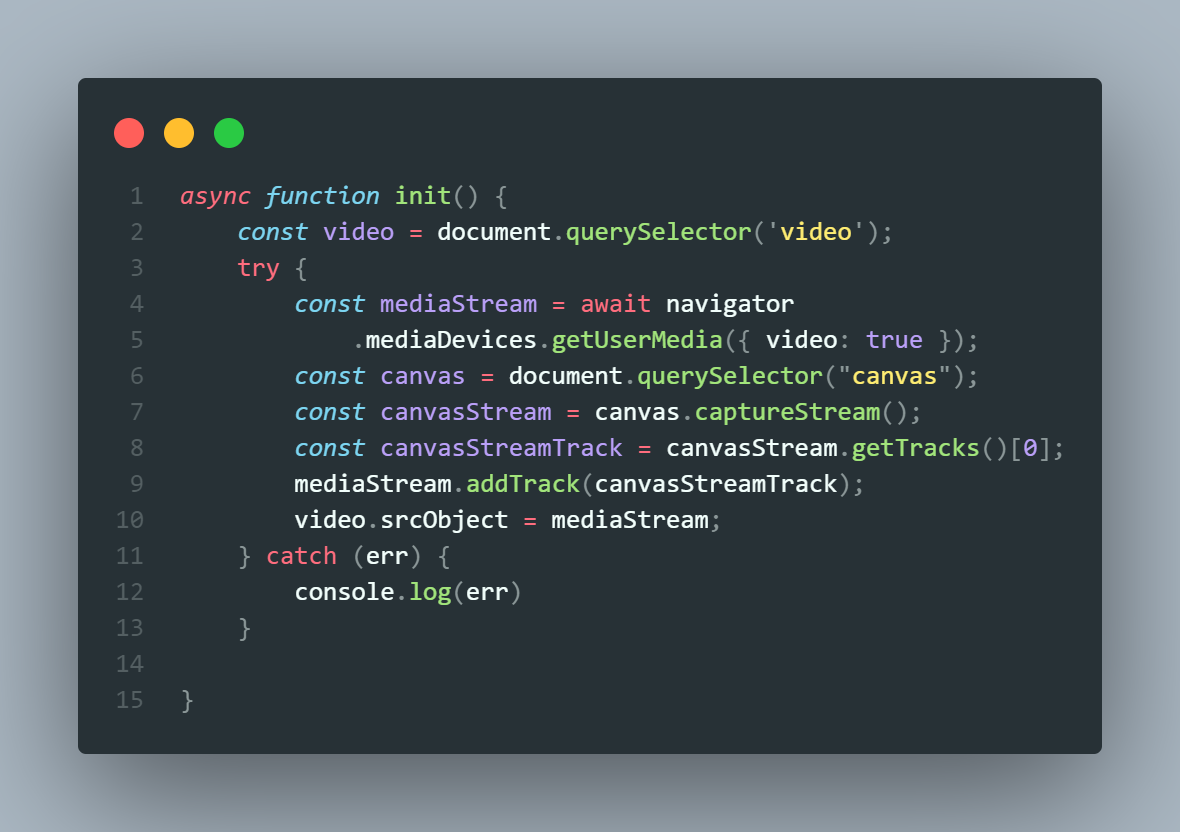 1 async function init() {
2 const video = document.querySelector('video');
3 try {
4 const mediaStream = await navigator
5 .mediaDevices.getUserMedia({ video: true });
6 const canvas = document.querySelector("canvas");
7 const canvasStream = canvas.captureStream();
8 const canvasStreamTrack = canvasStream.getTracks()[0];
9 mediaStream.addTrack(canvasStreamTrack);
10 video.srcObject = mediaStream;
11 } catch (err) {
12 console.log(err)
13 }
14
15 }